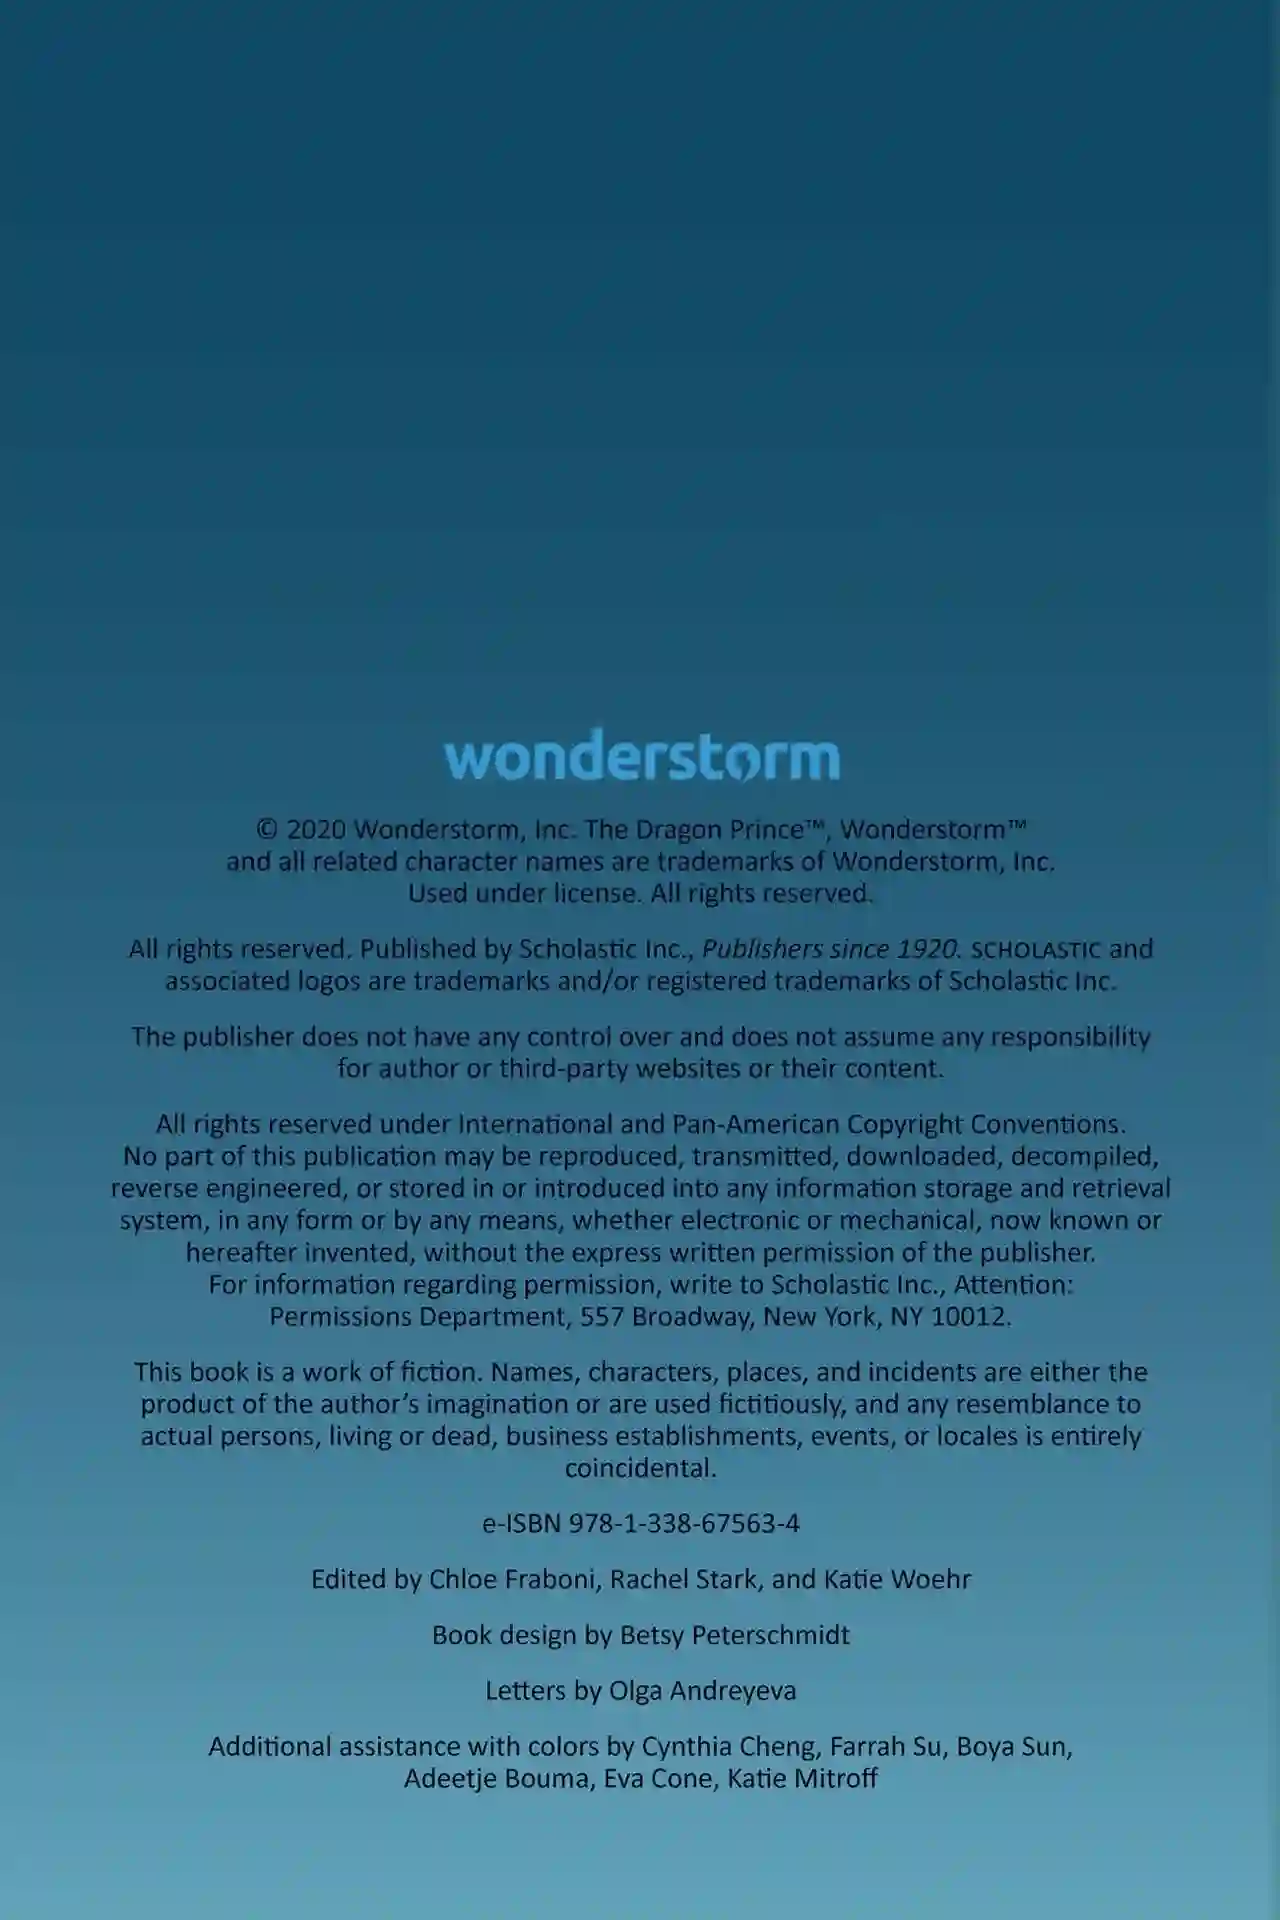 wonderstorm
© 2020 Wonderstorm, Inc. The Dragon Prince™, Wonderstorm™
and all related character names are trademarks of Wonderstorm, Inc.
Used under license. All rights reserved.
All rights reserved. Published by Scholastic Inc., Publishers since 1920. SCHOLASTIC and
associated logos are trademarks and/or registered trademarks of Scholastic Inc.
The publisher does not have any control over and does not assume any responsibility
for author or third-party websites or their content.
All rights reserved under International and Pan-American Copyright Conventions.
No part of this publication may be reproduced, transmitted, downloaded, decompiled,
reverse engineered, or stored in or introduced into any information storage and retrieval
system, in any form or by any means, whether electronic or mechanical, now known or
hereafter invented, without the express written permission of the publisher.
For information regarding permission, write to Scholastic Inc., Attention:
Permissions Department, 557 Broadway, New York, NY 10012.
This book is a work of fiction. Names, characters, places, and incidents are either the
product of the author’s imagination or are used fictitiously, and any resemblance to
actual persons, living or dead, business establishments, events, or locales is entirely
coincidental.
e-ISBN 978-1-338-67563-4
Edited by Chloe Fraboni, Rachel Stark, and Katie Woehr
Book design by Betsy Peterschmidt
Letters by Olga Andreyeva
Additional assistance with colors by Cynthia Cheng, Farrah Su, Boya Sun,
Adeetje Bouma, Eva Cone, Katie Mitroff